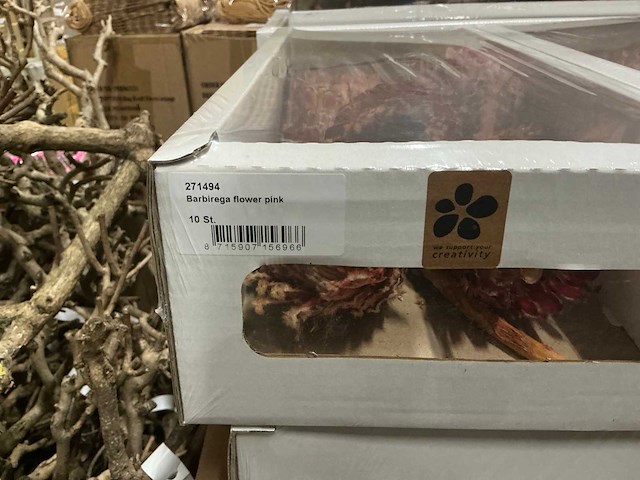 271494
Barbirega flower pink
10 St.
8 715907 156966
we support your
creativity